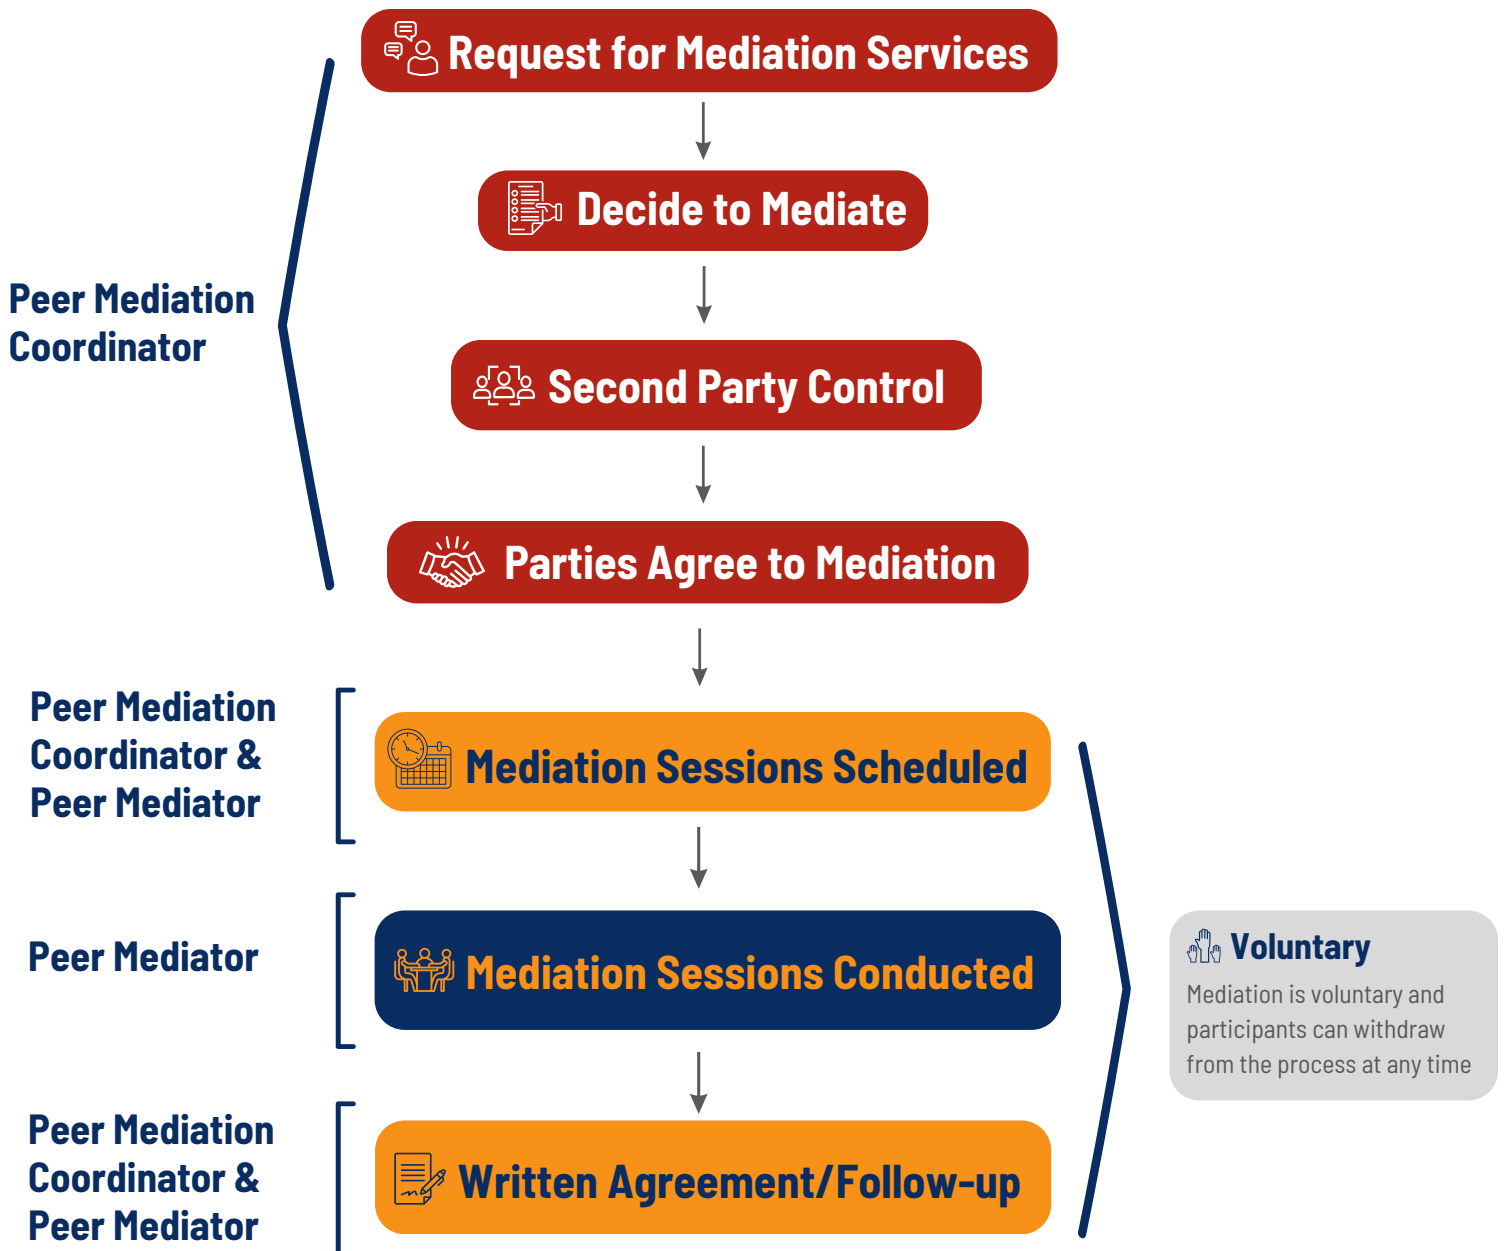 Request for Mediation Services
Decide to Mediate
Peer Mediation
Coordinator
Second Party Control
Parties Agree to Mediation
Peer Mediation
Coordinator &
Peer Mediator
Mediation Sessions Scheduled
Peer Mediator
Mediation Sessions Conducted
Voluntary
Mediation is voluntary and
participants can withdraw
from the process at any time
Peer Mediation
Coordinator &
Peer Mediator
Written Agreement/Follow-up